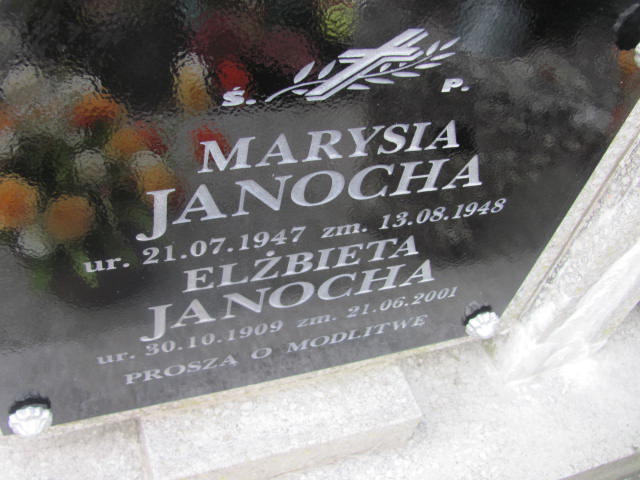 Ś. P.
MARYSIA
JANOCHA
ur. 21.07.1947 zm. 13.08.1948
ELŻBIETA
JANOCHA
ur. 30.10.1909 zm. 21.06.2001
PROSZĄ O MODLITWĘ